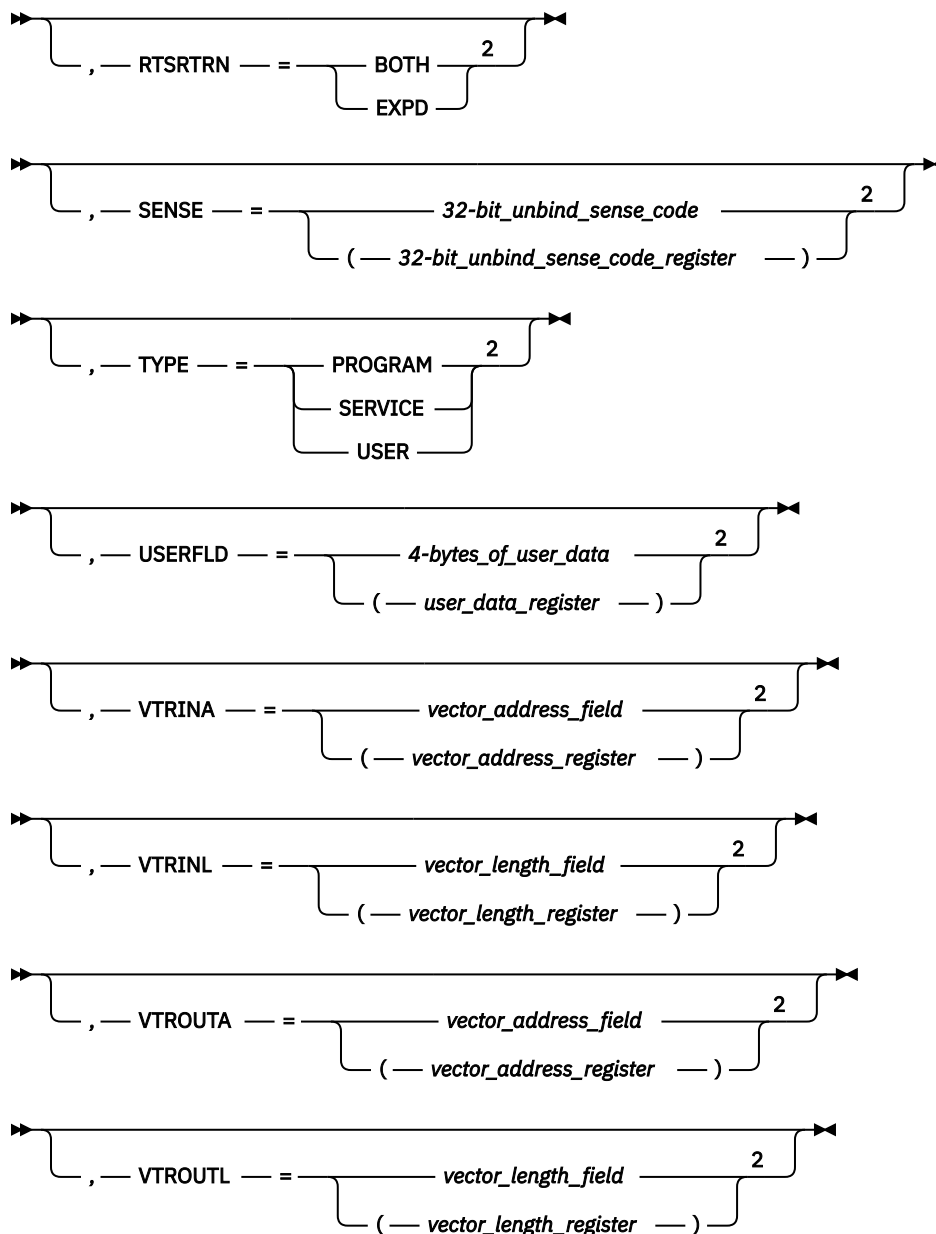 , RTSRTRN = BOTH 2
EXPD
, SENSE = 32-bit_unbind_sense_code 2
( 32-bit_unbind_sense_code_register )
, TYPE = PROGRAM 2
SERVICE
USER
, USERFLD = 4-bytes_of_user_data 2
( user_data_register )
, VTRINA = vector_address_field 2
( vector_address_register )
, VTRINL = vector_length_field 2
( vector_length_register )
, VTROUTA = vector_address_field 2
( vector_address_register )
, VTROUTL = vector_length_field 2
( vector_length_register )